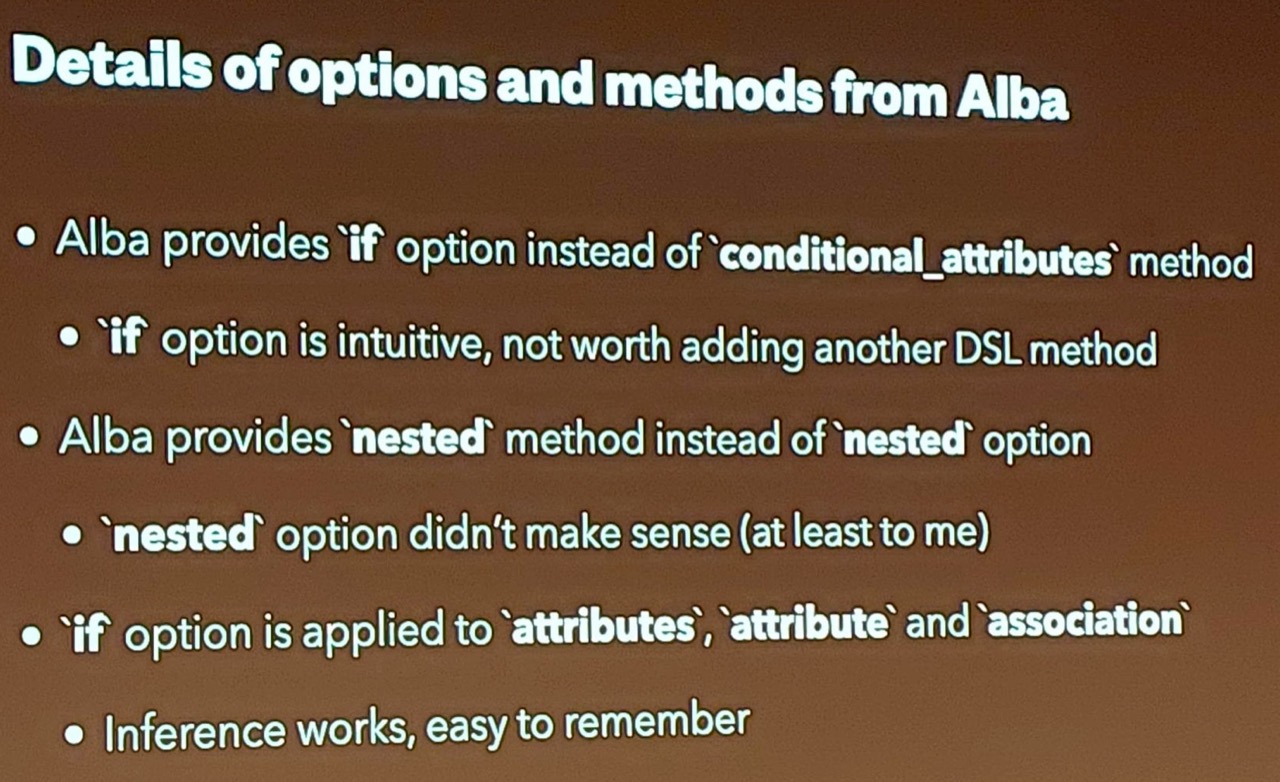 Details of options and methods from Alba
• Alba provides `if` option instead of `conditional_attributes` method
• `if` option is intuitive, not worth adding another DSL method
• Alba provides `nested` method instead of `nested` option
• `nested` option didn't make sense (at least to me)
• `if` option is applied to `attributes`, `attribute` and `association`
• Inference works, easy to remember